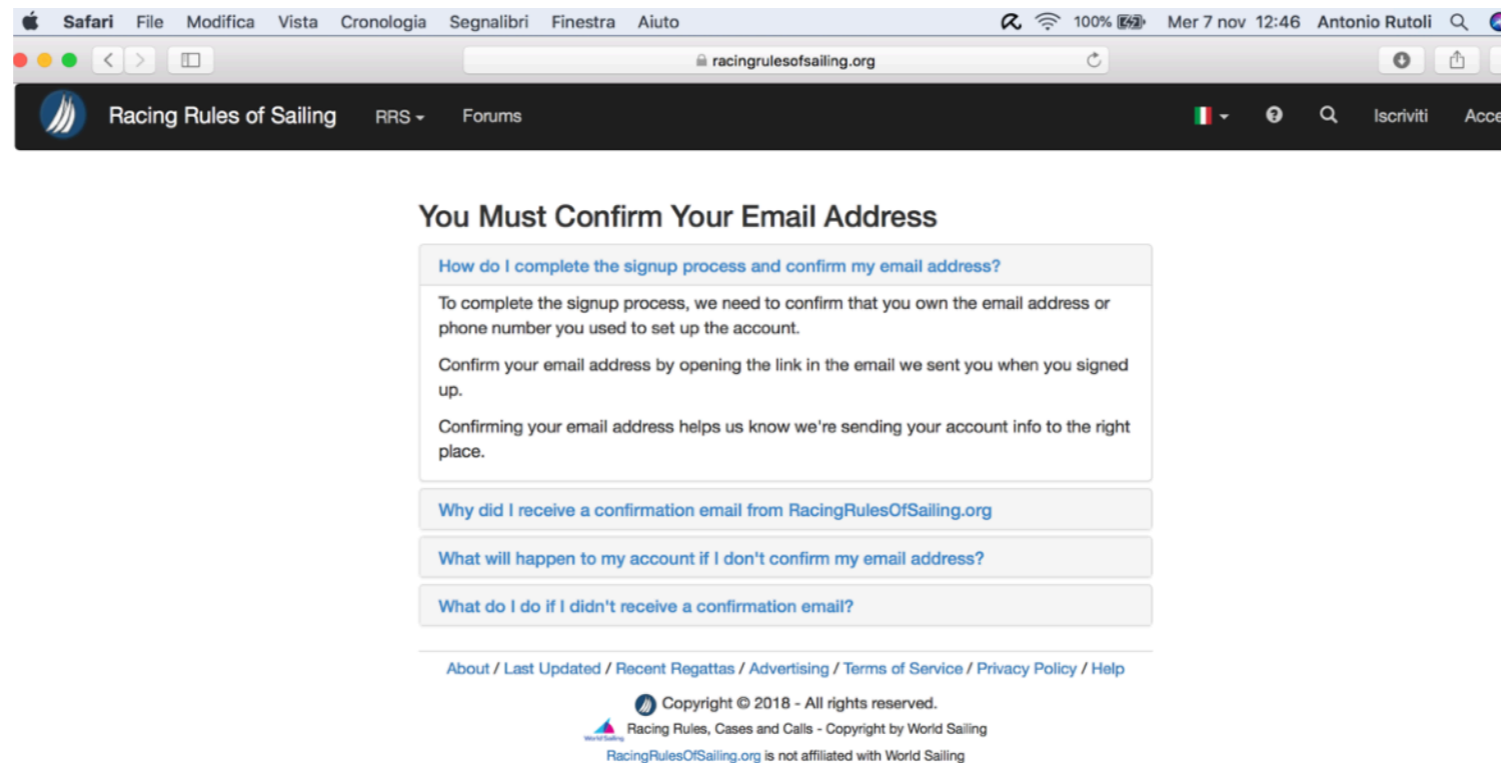 Safari File Modifica Vista Cronologia Segnalibri Finestra Aiuto 100% Mer 7 nov 12:46 Antonio Rutoli
racingrulesofsailing.org
Racing Rules of Sailing RRS Forums Iscriviti Acce
You Must Confirm Your Email Address
How do I complete the signup process and confirm my email address?
To complete the signup process, we need to confirm that you own the email address or
phone number you used to set up the account.
Confirm your email address by opening the link in the email we sent you when you signed
up.
Confirming your email address helps us know we're sending your account info to the right
place.
Why did I receive a confirmation email from RacingRulesOfSailing.org
What will happen to my account if I don't confirm my email address?
What do I do if I didn't receive a confirmation email?
About / Last Updated / Recent Regattas / Advertising / Terms of Service / Privacy Policy / Help
Copyright © 2018 - All rights reserved.
World Sailing Racing Rules, Cases and Calls - Copyright by World Sailing
RacingRulesOfSailing.org is not affiliated with World Sailing